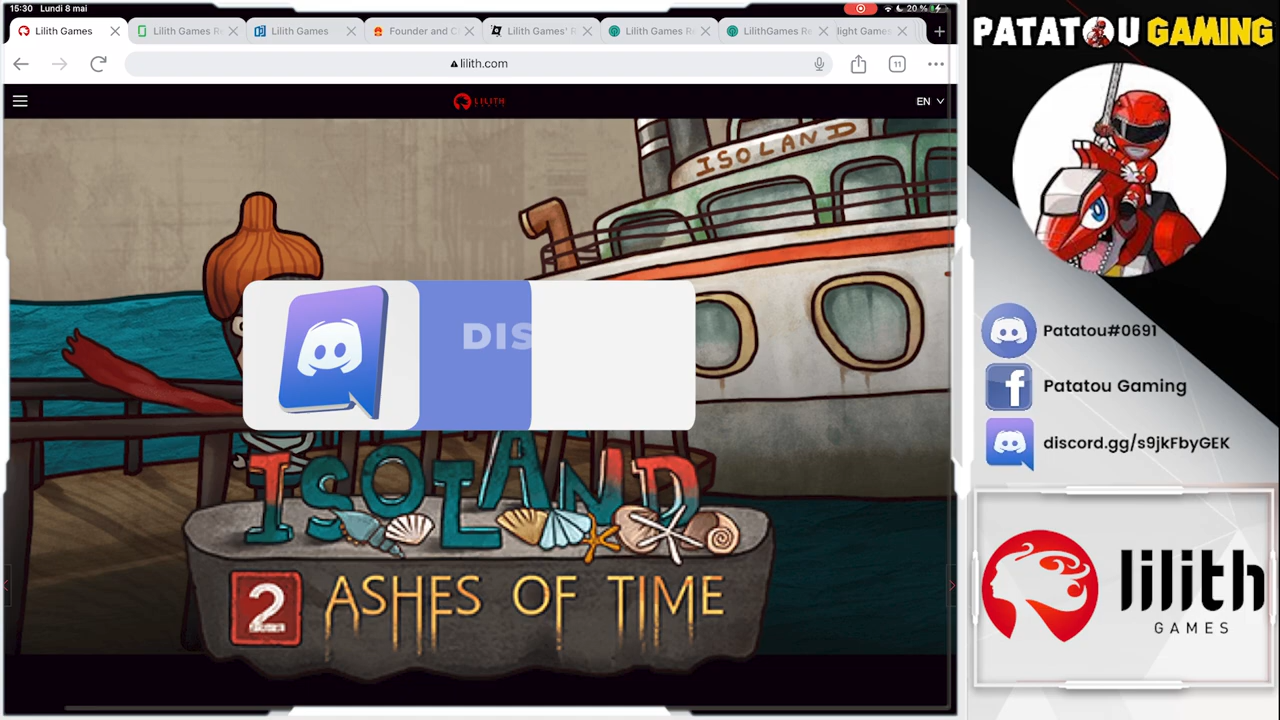 15:30 Lundi 8 mai
20 %
Lilith Games
Lilith Games R
Lilith Games
Founder and C
Lilith Games' R
Lilith Games Re
LilithGames Re
light Games
lilith.com
11
LILITH
EN
ISOLAND
DIS
ISOLAND
2 ASHES OF TIME
PATATOU GAMING
Patatou#0691
Patatou Gaming
discord.gg/s9jkFbyGEK
lilith
GAMES